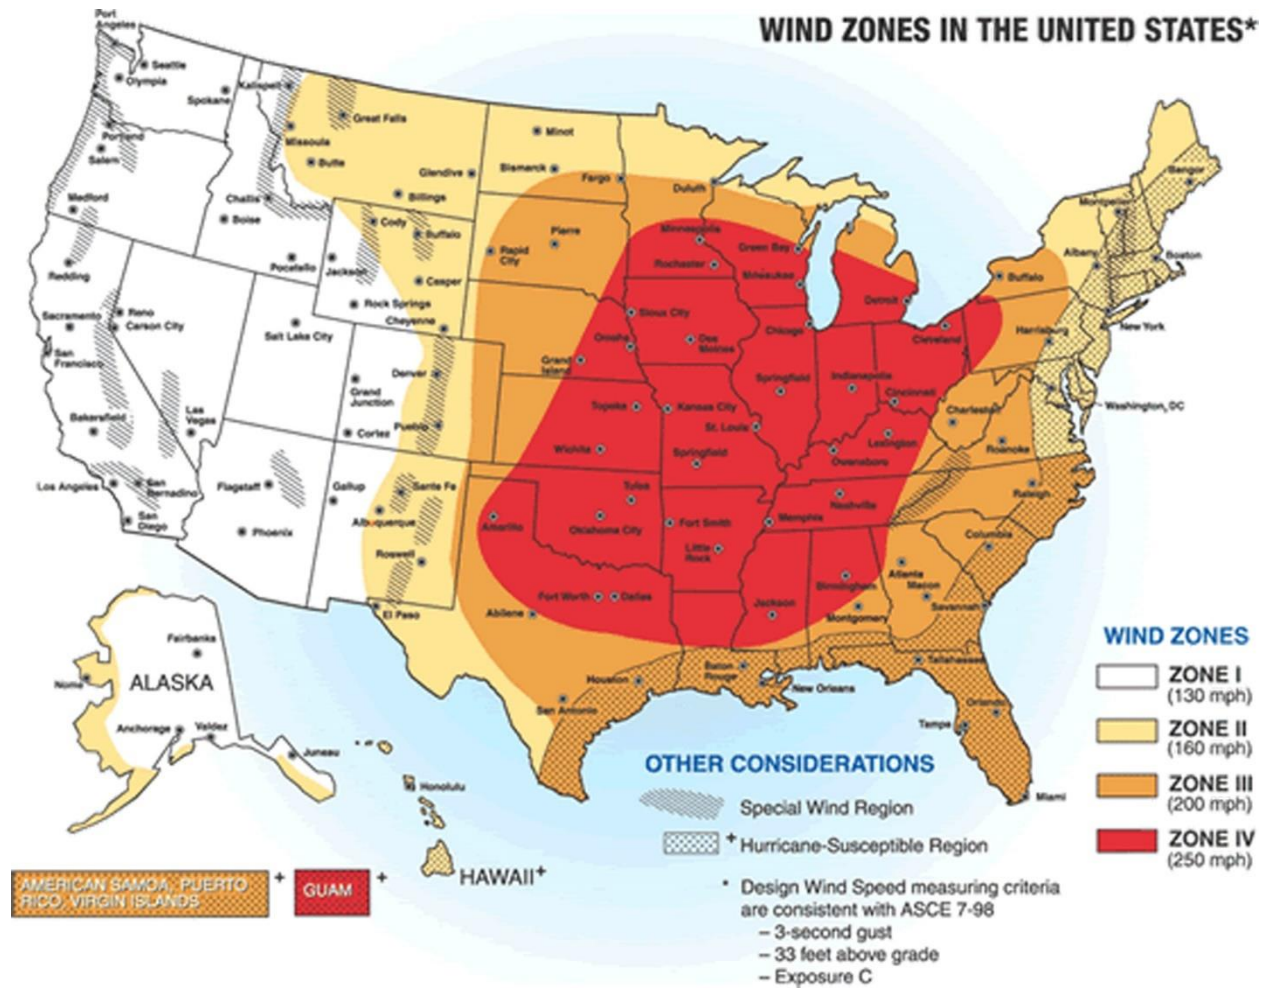 WIND ZONES IN THE UNITED STATES*
Port
Angeles
Seattle
Olympia
Spokane
Kalispell
Great Falls
Missoula
Butte
Glendive
Billings
Minot
Bismarck
Fargo
Duluth
Bangor
Montpelier
Portland
Salem
Medford
Challis
Boise
Pocatello
Jackson
Cody
Buffalo
Casper
Rock Springs
Cheyenne
Rapid
City
Pierre
Minneapolis
Rochester
Green Bay
Milwaukee
Detroit
Buffalo
Albany
Boston
Redding
Sacramento
San
Francisco
Reno
Carson City
Salt Lake City
Denver
Grand
Junction
Pueblo
Cortez
Grand
Island
Omaha
Sioux City
Des
Moines
Chicago
Cleveland
Harrisburg
New York
Washington, DC
Bakersfield
Las
Vegas
Topeka
Kansas City
Springfield
St. Louis
Indianapolis
Cincinnati
Charleston
Roanoke
Lexington
Owensboro
Wichita
Springfield
Los Angeles
San
Bernadino
San
Diego
Flagstaff
Phoenix
Gallup
Sante Fe
Albuquerque
Roswell
El Paso
Amarillo
Tulsa
Oklahoma City
Fort Smith
Little
Rock
Memphis
Nashville
Raleigh
Columbia
Atlanta
Macon
Savannah
Birmingham
Montgomery
Jackson
Fort Worth
Dallas
Abilene
San Antonio
Houston
Baton
Rouge
New Orleans
Tallahassee
Orlando
Tampa
Miami
Fairbanks
Nome
ALASKA
Anchorage
Valdez
Juneau
Honolulu
HAWAII+
AMERICAN SAMOA, PUERTO
RICO, VIRGIN ISLANDS
+
GUAM
+
WIND ZONES
ZONE I
(130 mph)
ZONE II
(160 mph)
ZONE III
(200 mph)
ZONE IV
(250 mph)
OTHER CONSIDERATIONS
Special Wind Region
+ Hurricane-Susceptible Region
* Design Wind Speed measuring criteria
are consistent with ASCE 7-98
– 3-second gust
– 33 feet above grade
– Exposure C